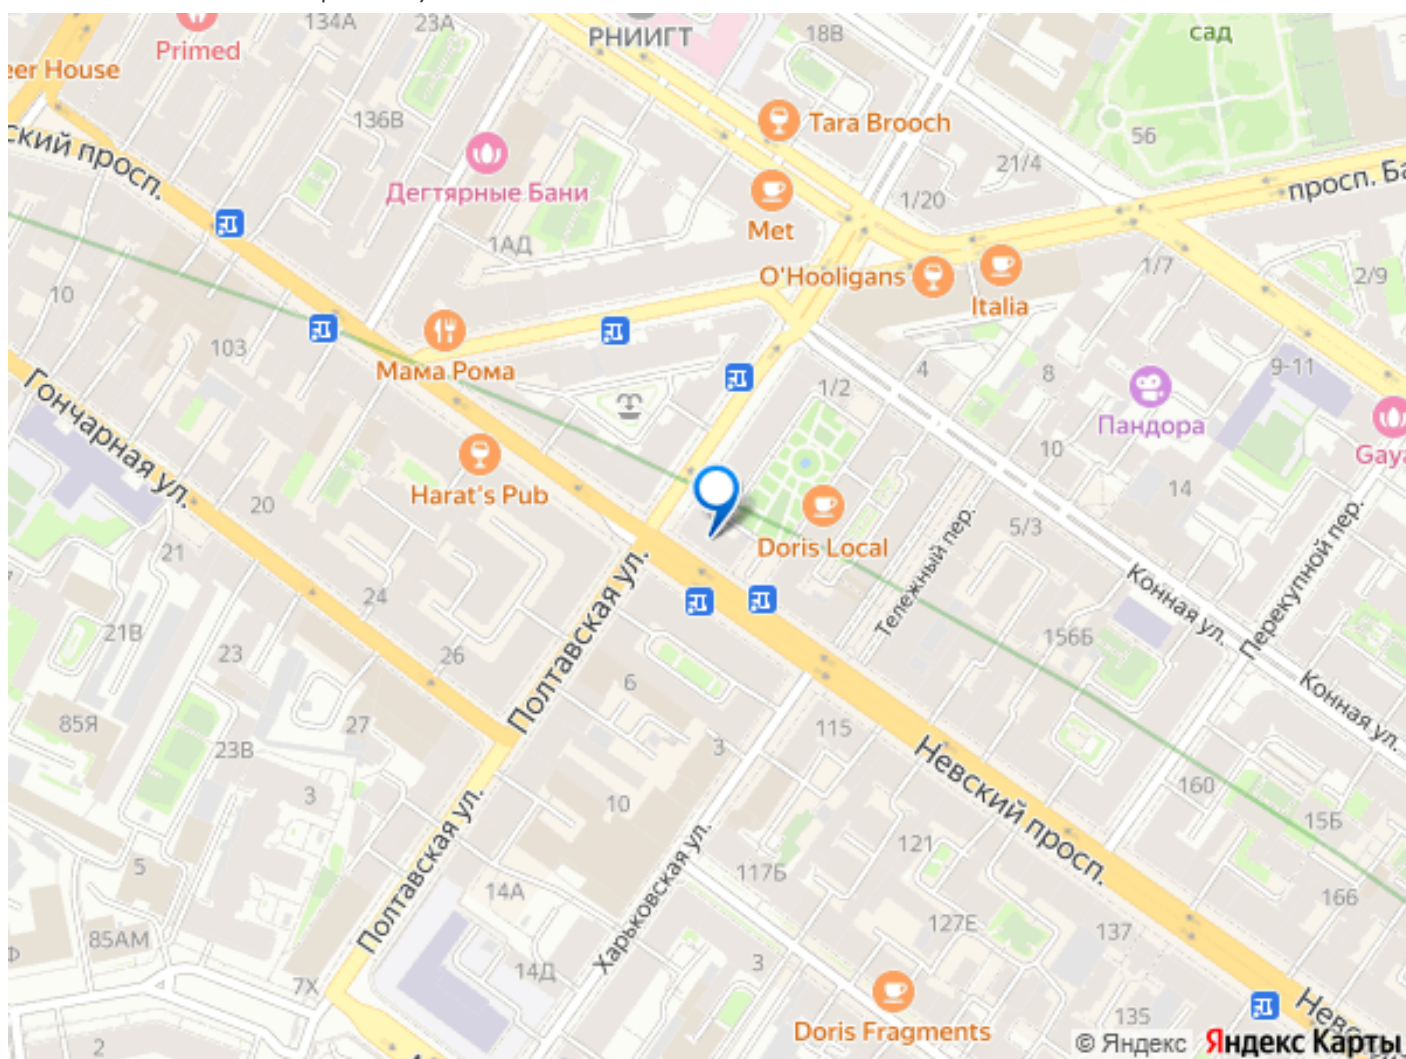 134А
23А
Primed
РНИИГТ
18В
сад
eer House
136В
Tara Brooch
56
ский просп.
Дегтярные Бани
21/4
просп. Ба
1/20
Met
1АД
O'Hooligans
Italia
1/7
2/9
10
103
Мама Рома
1/2
4
8
9-11
Пандора
Gaya
Гончарная ул.
Harat's Pub
10
14
20
21
Doris Local
5/3
Тележный пер.
Конная ул.
Перекупной пер.
24
21В
23
26
Полтавская ул.
6
156Б
Конная ул.
85Я
23В
27
3
115
Невский просп.
160
3
10
15Б
5
Полтавская ул.
121
117Б
Харьковская ул.
166
14А
127Е
137
85АМ
Ф
14Д
3
7Х
Doris Fragments
135
Невс
2
© Яндекс
Яндекс Карты